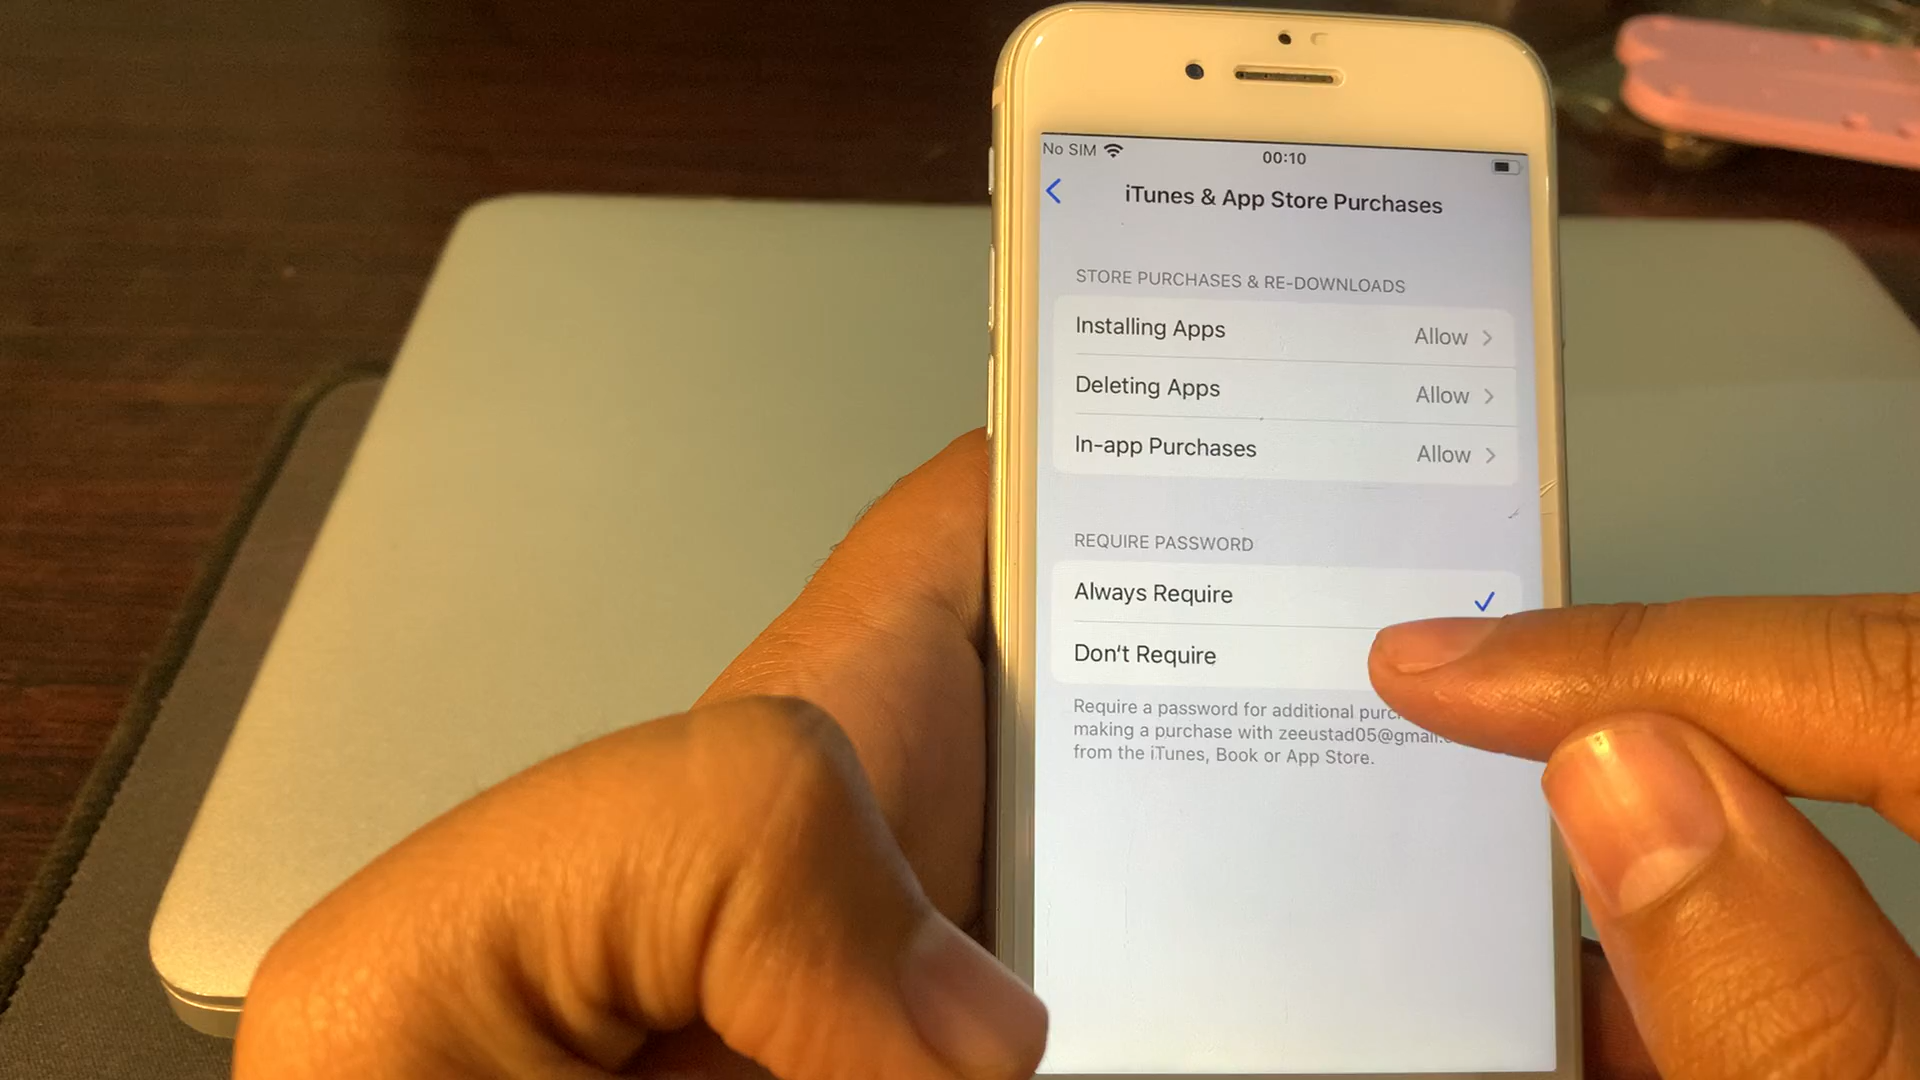 No SIM
00:10
iTunes & App Store Purchases
STORE PURCHASES & RE-DOWNLOADS
Installing Apps Allow
Deleting Apps Allow
In-app Purchases Allow
REQUIRE PASSWORD
Always Require
Don't Require
Require a password for additional
making a purchase with zeeustad05@gmail.
from the iTunes, Book or App Store.